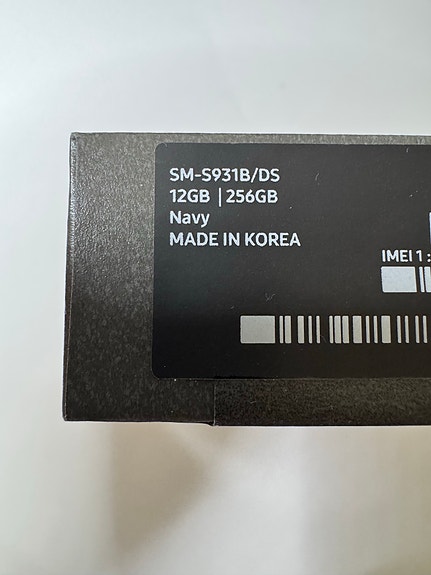 SM-S931B/DS
12GB | 256GB
Navy
MADE IN KOREA
IMEI 1 :